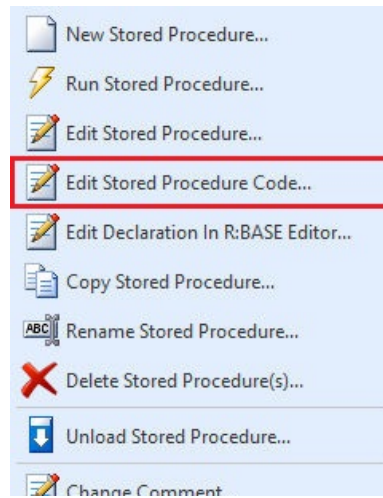 New Stored Procedure...
Run Stored Procedure...
Edit Stored Procedure...
Edit Stored Procedure Code...
Edit Declaration In R:BASE Editor...
Copy Stored Procedure...
ABC Rename Stored Procedure...
Delete Stored Procedure(s)...
Unload Stored Procedure...
Change Comment